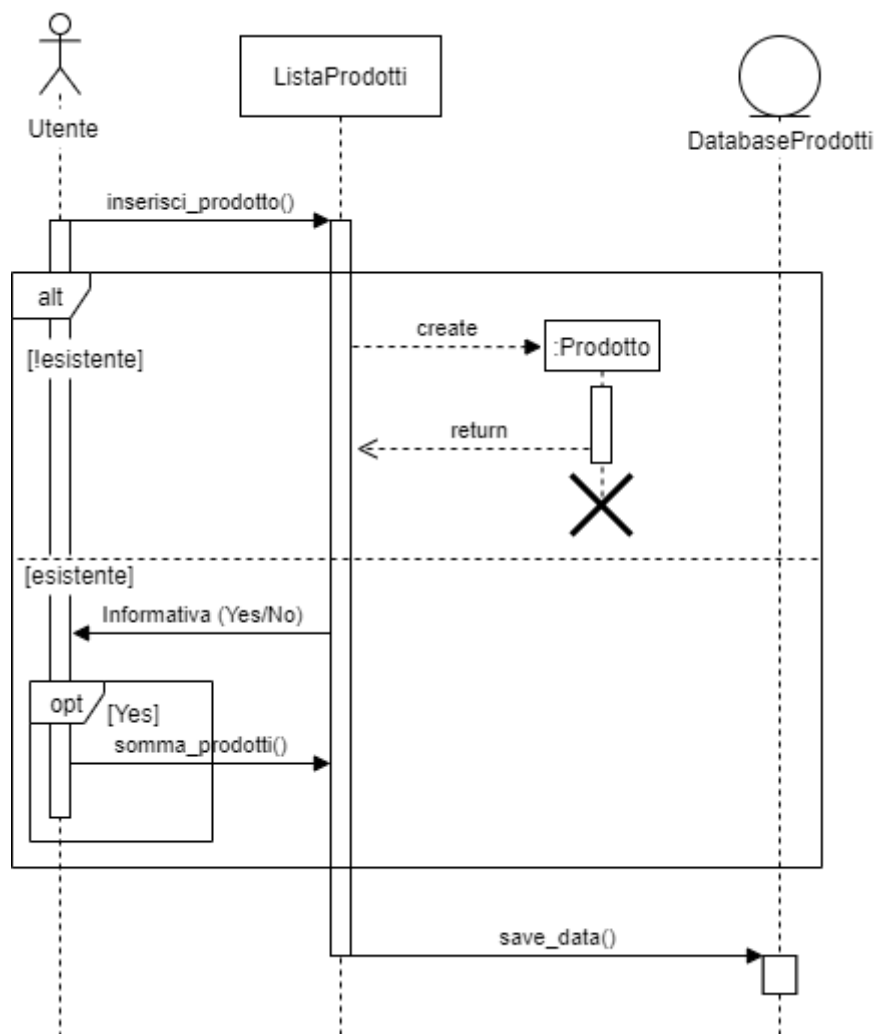 ListaProdotti
Utente
DatabaseProdotti
inserisci_prodotto()
alt
create
:Prodotto
[!esistente]
return
[esistente]
Informativa (Yes/No)
opt
[Yes]
somma_prodotti()
save_data()